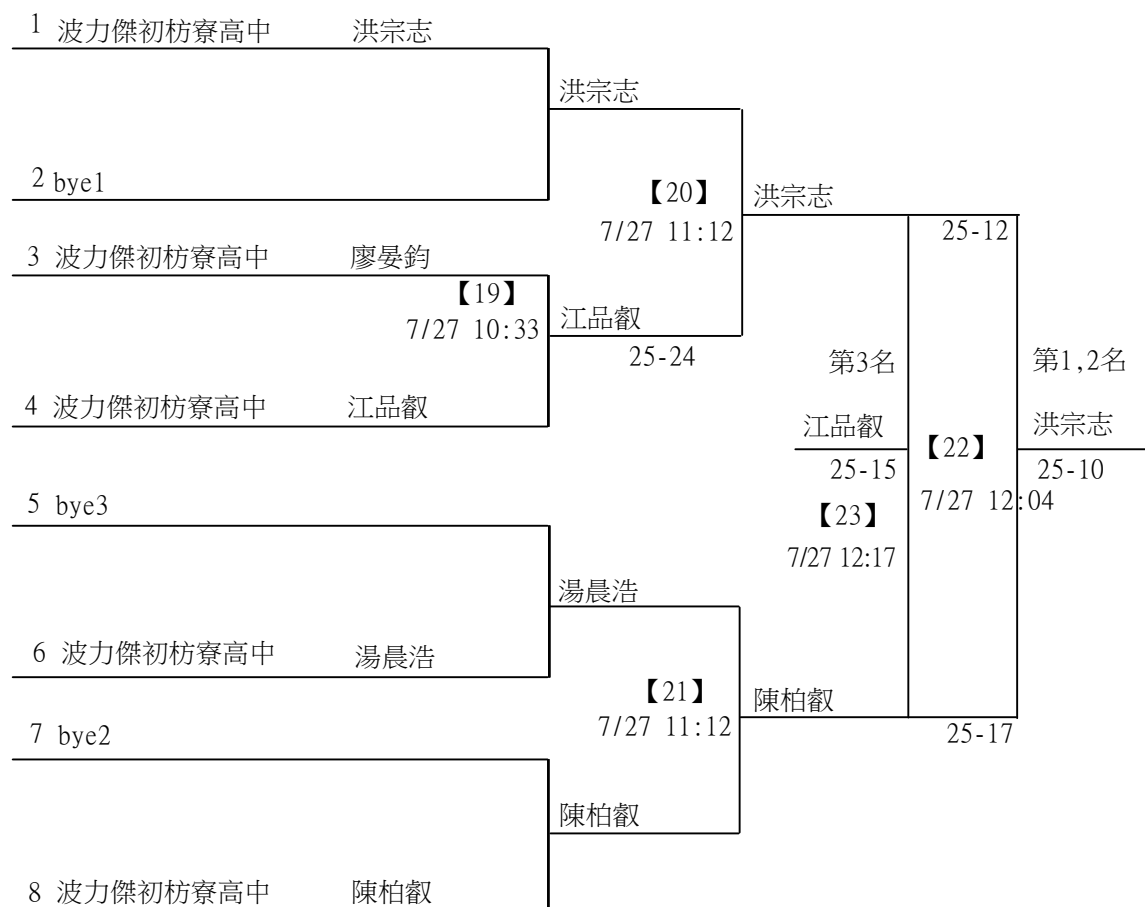 1 波力傑初枋寮高中 洪宗志
洪宗志
2 bye1
【20】
洪宗志
7/27 11:12
25-12
3 波力傑初枋寮高中 廖晏鈞
【19】
7/27 10:33
江品叡
25-24
第3名
第1,2名
4 波力傑初枋寮高中 江品叡
江品叡
【22】
洪宗志
25-15
25-10
5 bye3
【23】
7/27 12:04
7/27 12:17
湯晨浩
6 波力傑初枋寮高中 湯晨浩
【21】
陳柏叡
7/27 11:12
25-17
7 bye2
陳柏叡
8 波力傑初枋寮高中 陳柏叡